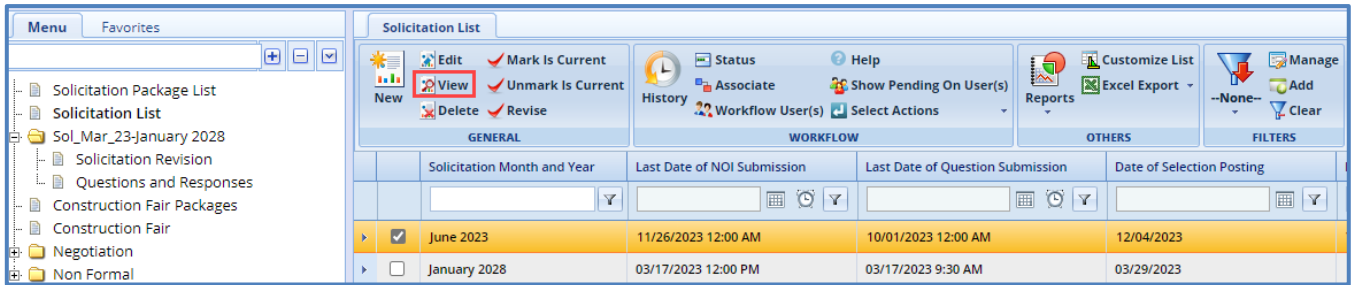 Menu Favorites
Solicitation Package List
Solicitation List
Sol_Mar_23-January 2028
Solicitation Revision
Questions and Responses
Construction Fair Packages
Construction Fair
Negotiation
Non Formal
Solicitation List
New
Edit Mark Is Current
View Unmark Is Current
Delete Revise
GENERAL
History
Status Help
Associate Show Pending On User(s)
Workflow User(s) Select Actions
WORKFLOW
Reports
Customize List
Excel Export
OTHERS
--None--
Manage
Add
Clear
FILTERS
Solicitation Month and Year Last Date of NOI Submission Last Date of Question Submission Date of Selection Posting
June 2023 11/26/2023 12:00 AM 10/01/2023 12:00 AM 12/04/2023
January 2028 03/17/2023 12:00 PM 03/17/2023 9:30 AM 03/29/2023